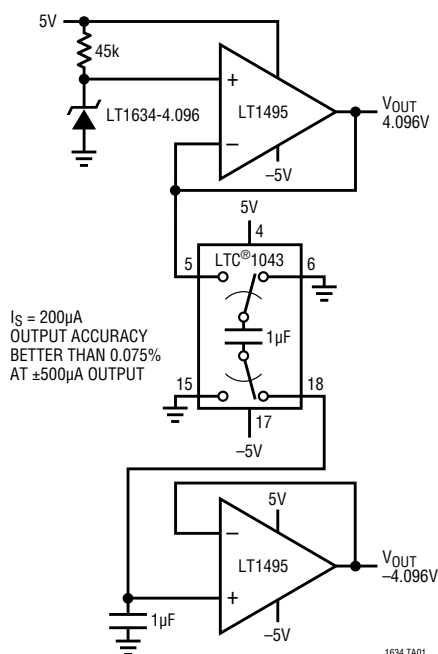 5V
45k
LT1634-4.096
+
–
LT1495
–5V
VOUT
4.096V
5V
4
5
LTC®1043
6
1µF
IS = 200µA
OUTPUT ACCURACY
BETTER THAN 0.075%
AT ±500µA OUTPUT
15
18
17
–5V
5V
–
+
LT1495
–5V
VOUT
–4.096V
1µF
1634 TA01